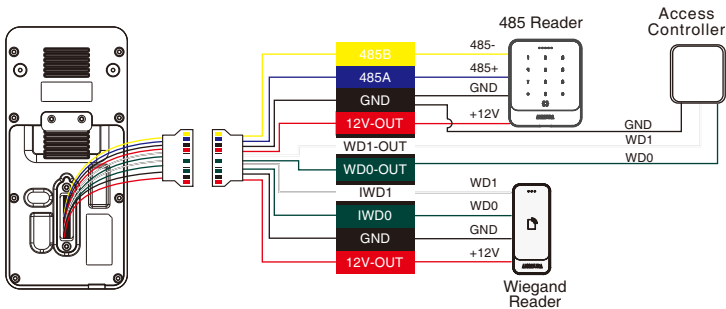 485 Reader
Access
Controller
485B
485-
485A
485+
GND
GND
12V-OUT
+12V
GND
WD1-OUT
WD1
WD0-OUT
WD0
IWD1
WD1
IWD0
WD0
GND
GND
12V-OUT
+12V
Wiegand
Reader